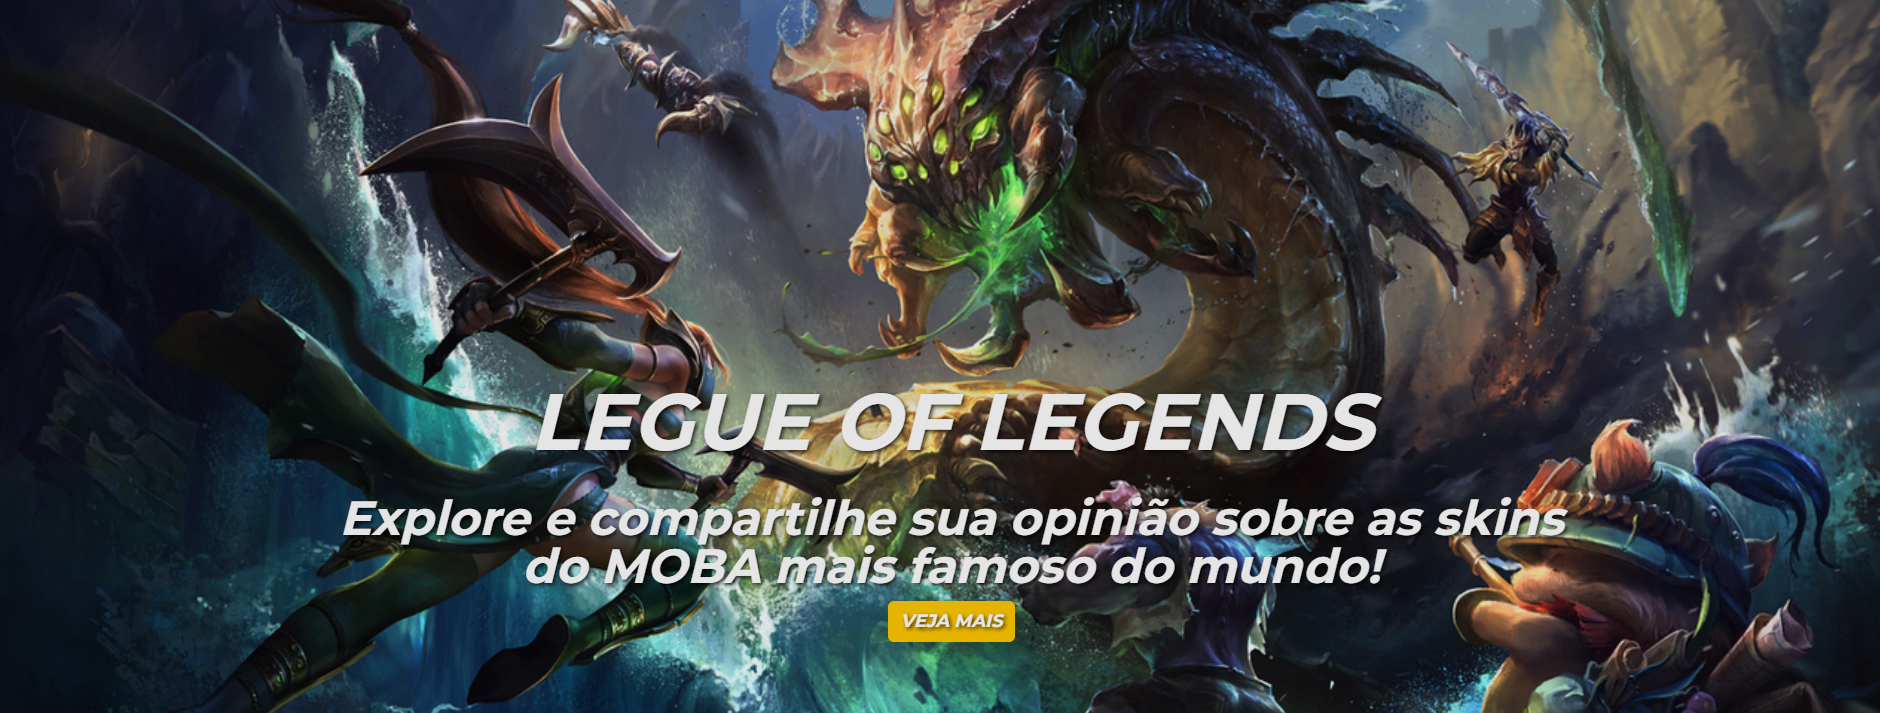 LEGUE OF LEGENDS
Explore e compartilhe sua opinião sobre as skins
do MOBA mais famoso do mundo!
VEJA MAIS